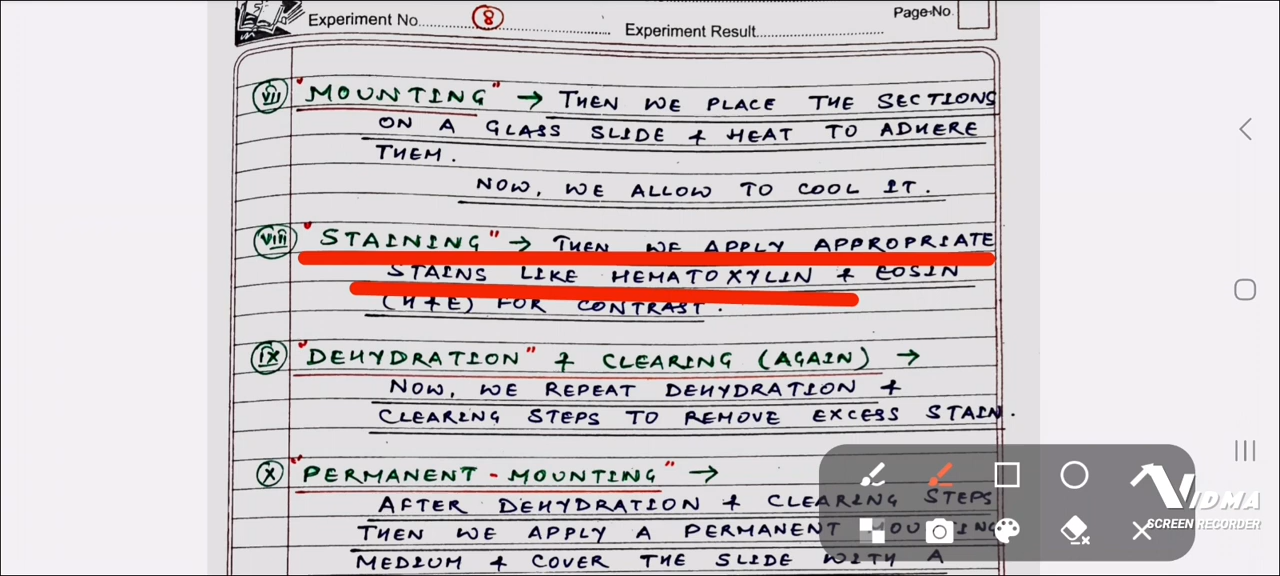 Experiment No. 8
Page No.
Experiment Result
vii "MOUNTING" → THEN WE PLACE THE SECTIONS
ON A GLASS SLIDE & HEAT TO ADHERE
THEM.
NOW, WE ALLOW TO COOL IT.
viii "STAINING" → THEN WE APPLY APPROPRIATE
STAINS LIKE HEMATOXYLIN & EOSIN
(H&E) FOR CONTRAST.
ix "DEHYDRATION" & CLEARING (AGAIN) →
NOW, WE REPEAT DEHYDRATION &
CLEARING STEPS TO REMOVE EXCESS STAIN.
x "PERMANENT-MOUNTING" →
AFTER DEHYDRATION & CLEARING STEPS
THEN WE APPLY A PERMANENT MOUNTING
MEDIUM & COVER THE SLIDE WITH A
VIDMA
SCREEN RECORDER